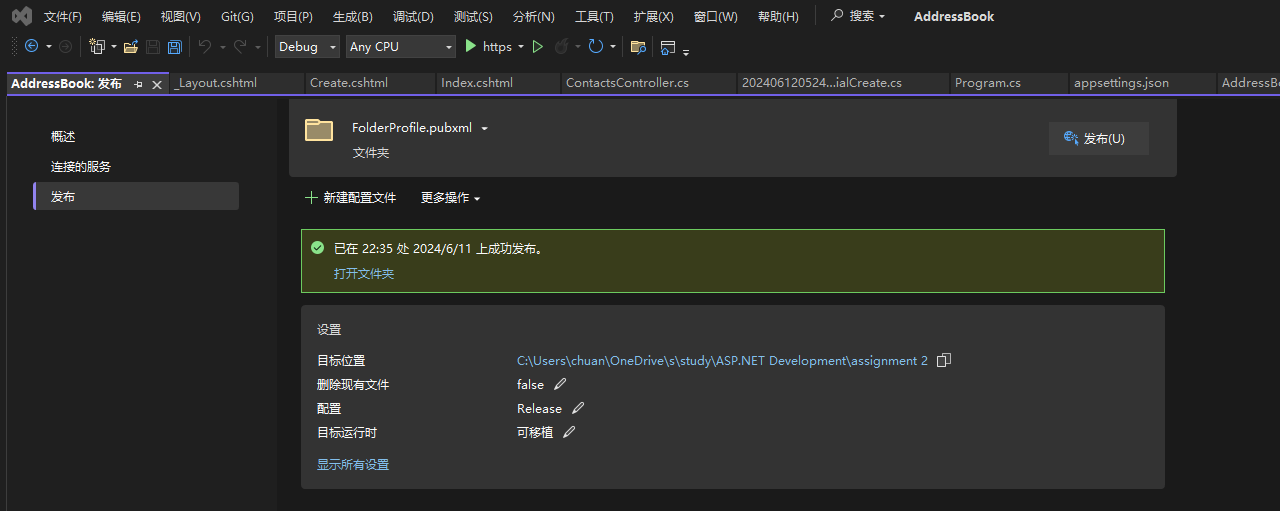 文件(F) 编辑(E) 视图(V) Git(G) 项目(P) 生成(B) 调试(D) 测试(S) 分析(N) 工具(T) 扩展(X) 窗口(W) 帮助(H) 搜索 AddressBook
Debug Any CPU https
AddressBook: 发布 _Layout.cshtml Create.cshtml Index.cshtml ContactsController.cs 202406120524...ialCreate.cs Program.cs appsettings.json AddressBo
概述
连接的服务
发布
FolderProfile.pubxml
文件夹
发布(U)
新建配置文件 更多操作
已在 22:35 处 2024/6/11 上成功发布。
打开文件夹
设置
目标位置 C:\Users\chuan\OneDrive\s\study\ASP.NET Development\assignment 2
删除现有文件 false
配置 Release
目标运行时 可移植
显示所有设置